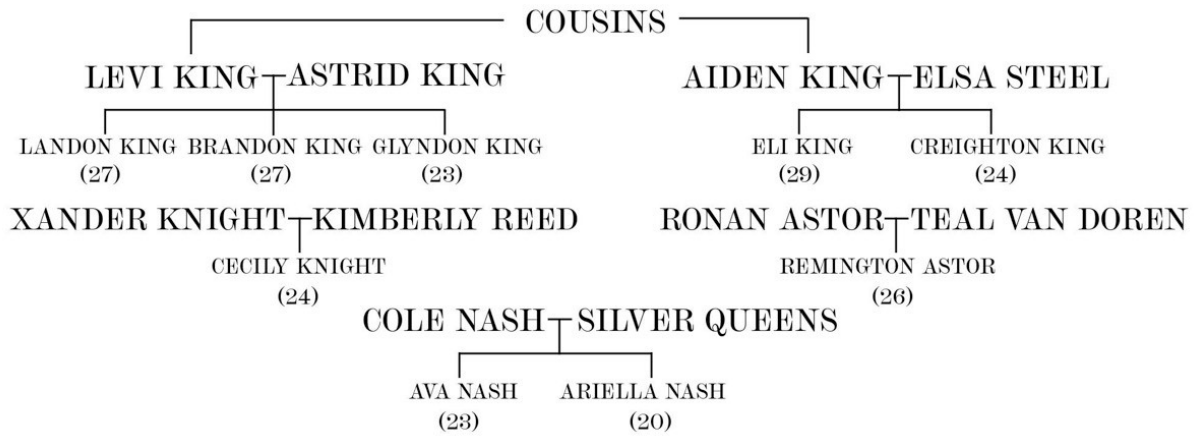 COUSINS
LEVI KING ASTRID KING AIDEN KING ELSA STEEL
LANDON KING BRANDON KING GLYNDON KING ELI KING CREIGHTON KING
(27) (27) (23) (29) (24)
XANDER KNIGHT KIMBERLY REED RONAN ASTOR TEAL VAN DOREN
CECILY KNIGHT REMINGTON ASTOR
(24) (26)
COLE NASH SILVER QUEENS
AVA NASH ARIELLA NASH
(23) (20)